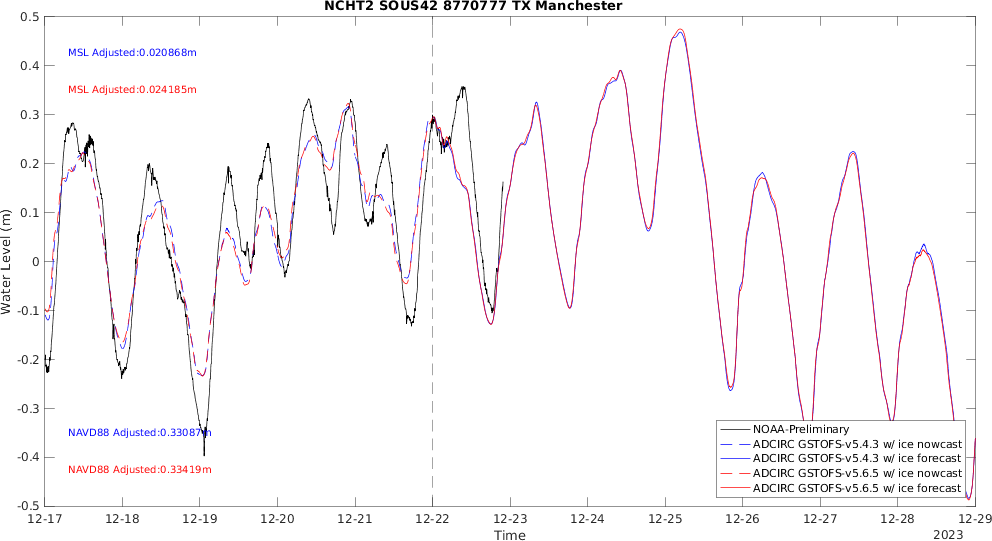 NCHT2 SOUS42 8770777 TX Manchester
0.5
0.4
0.3
0.2
0.1
0
-0.1
-0.2
-0.3
-0.4
-0.5
Water Level (m)
MSL Adjusted:0.020868m
MSL Adjusted:0.024185m
NAVD88 Adjusted:0.33087m
NAVD88 Adjusted:0.33419m
NOAA-Preliminary
ADCIRC GSTOFS-v5.4.3 w/ ice nowcast
ADCIRC GSTOFS-v5.4.3 w/ ice forecast
ADCIRC GSTOFS-v5.6.5 w/ ice nowcast
ADCIRC GSTOFS-v5.6.5 w/ ice forecast
12-17 12-18 12-19 12-20 12-21 12-22 12-23 12-24 12-25 12-26 12-27 12-28 12-29
Time
2023